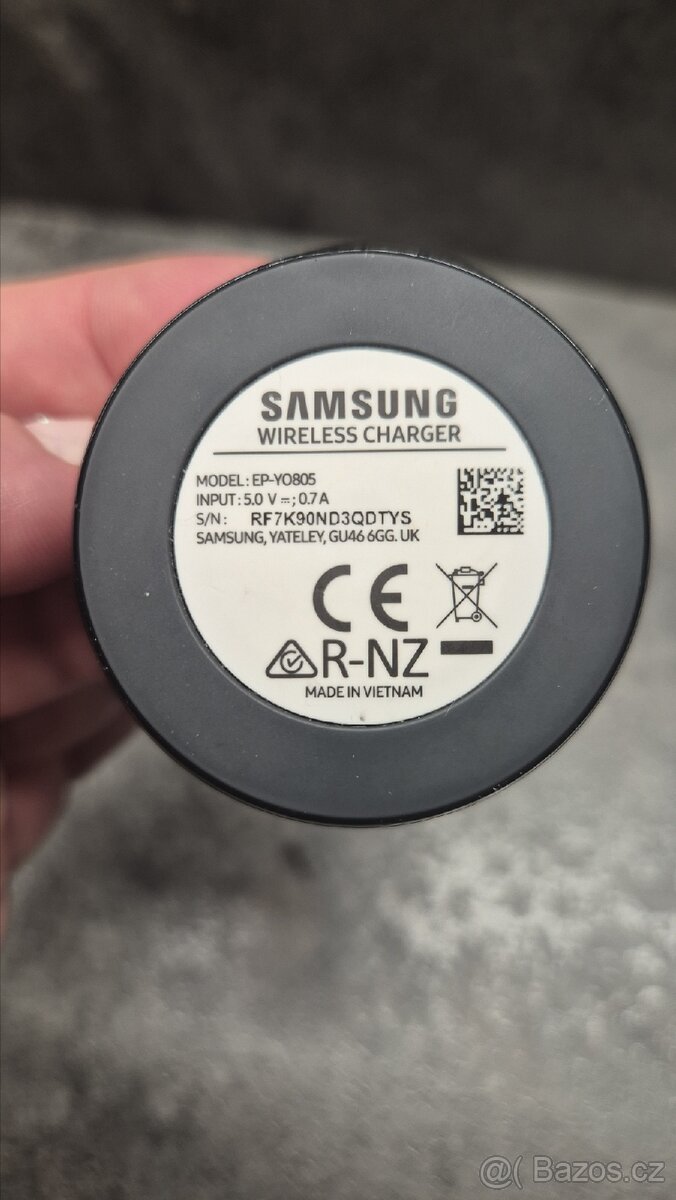 SAMSUNG
WIRELESS CHARGER
MODEL: EP-YO805
INPUT: 5.0 V ⎓; 0.7 A
S/N: RF7K90ND3QDTYS
SAMSUNG, YATELEY, GU46 6GG. UK
CE
R-NZ
MADE IN VIETNAM
@( Bazos.cz